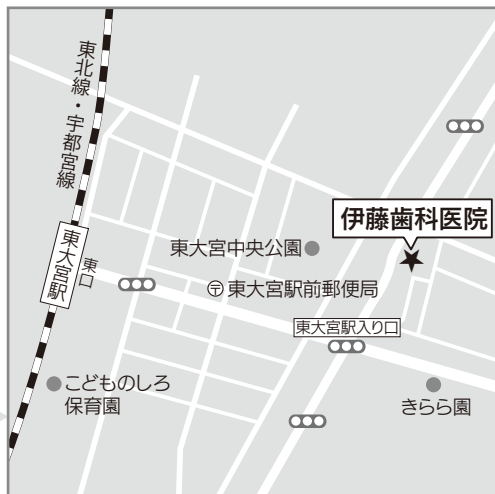 東北線・宇都宮線
伊藤歯科医院
東大宮中央公園
東大宮駅
東口
〒東大宮駅前郵便局
東大宮駅入り口
こどものしろ
保育園
きらら園